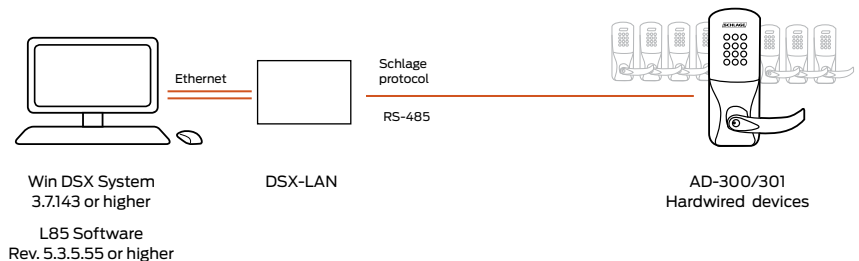 SCHLAGE
Ethernet
Schlage
protocol
RS-485
Win DSX System
3.7.143 or higher
L85 Software
Rev. 5.3.5.55 or higher
DSX-LAN
AD-300/301
Hardwired devices